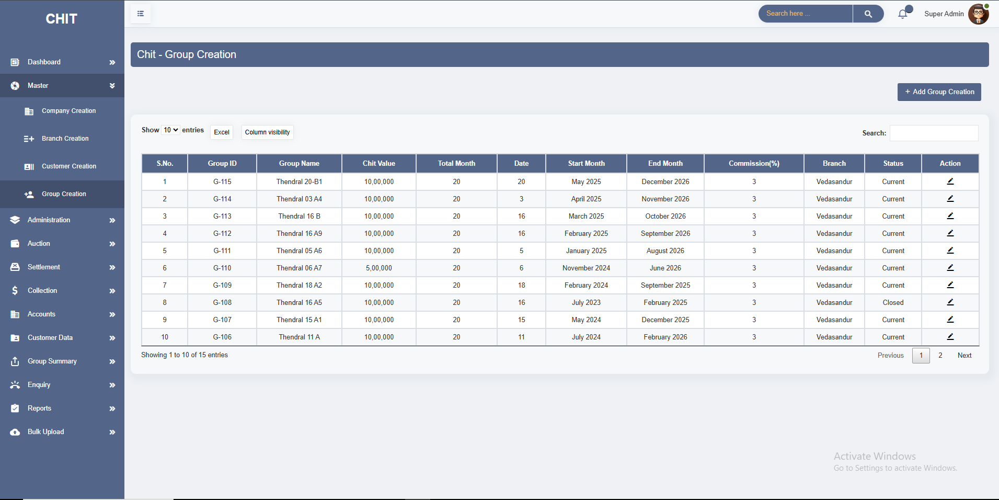 CHIT
Search here ...
Super Admin
Dashboard
Master
Company Creation
Branch Creation
Customer Creation
Group Creation
Administration
Auction
Settlement
Collection
Accounts
Customer Data
Group Summary
Enquiry
Reports
Bulk Upload
Chit - Group Creation
+ Add Group Creation
Show 10 entries Excel Column visibility Search:
S.No. Group ID Group Name Chit Value Total Month Date Start Month End Month Commission(%) Branch Status Action
1 G-115 Thendral 20-B1 10,00,000 20 20 May 2025 December 2026 3 Vedasandur Current
2 G-114 Thendral 03 A4 10,00,000 20 3 April 2025 November 2026 3 Vedasandur Current
3 G-113 Thendral 16 B 10,00,000 20 16 March 2025 October 2026 3 Vedasandur Current
4 G-112 Thendral 16 A9 10,00,000 20 16 February 2025 September 2026 3 Vedasandur Current
5 G-111 Thendral 05 A6 10,00,000 20 5 January 2025 August 2026 3 Vedasandur Current
6 G-110 Thendral 06 A7 5,00,000 20 6 November 2024 June 2026 3 Vedasandur Current
7 G-109 Thendral 18 A2 10,00,000 20 18 February 2024 September 2025 3 Vedasandur Current
8 G-108 Thendral 16 A5 10,00,000 20 16 July 2023 February 2025 3 Vedasandur Closed
9 G-107 Thendral 15 A1 10,00,000 20 15 May 2024 December 2025 3 Vedasandur Current
10 G-106 Thendral 11 A 10,00,000 20 11 July 2024 February 2026 3 Vedasandur Current
Showing 1 to 10 of 15 entries
Previous 1 2 Next
Activate Windows
Go to Settings to activate Windows.